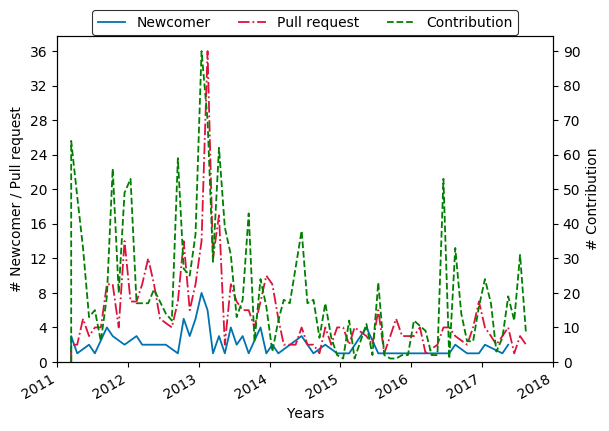 Newcomer Pull request Contribution
36 90
32 80
28 70
24 60
20 50
16 40
12 30
8 20
4 10
0 0
# Newcomer / Pull request
# Contribution
2011 2012 2013 2014 2015 2016 2017 2018
Years